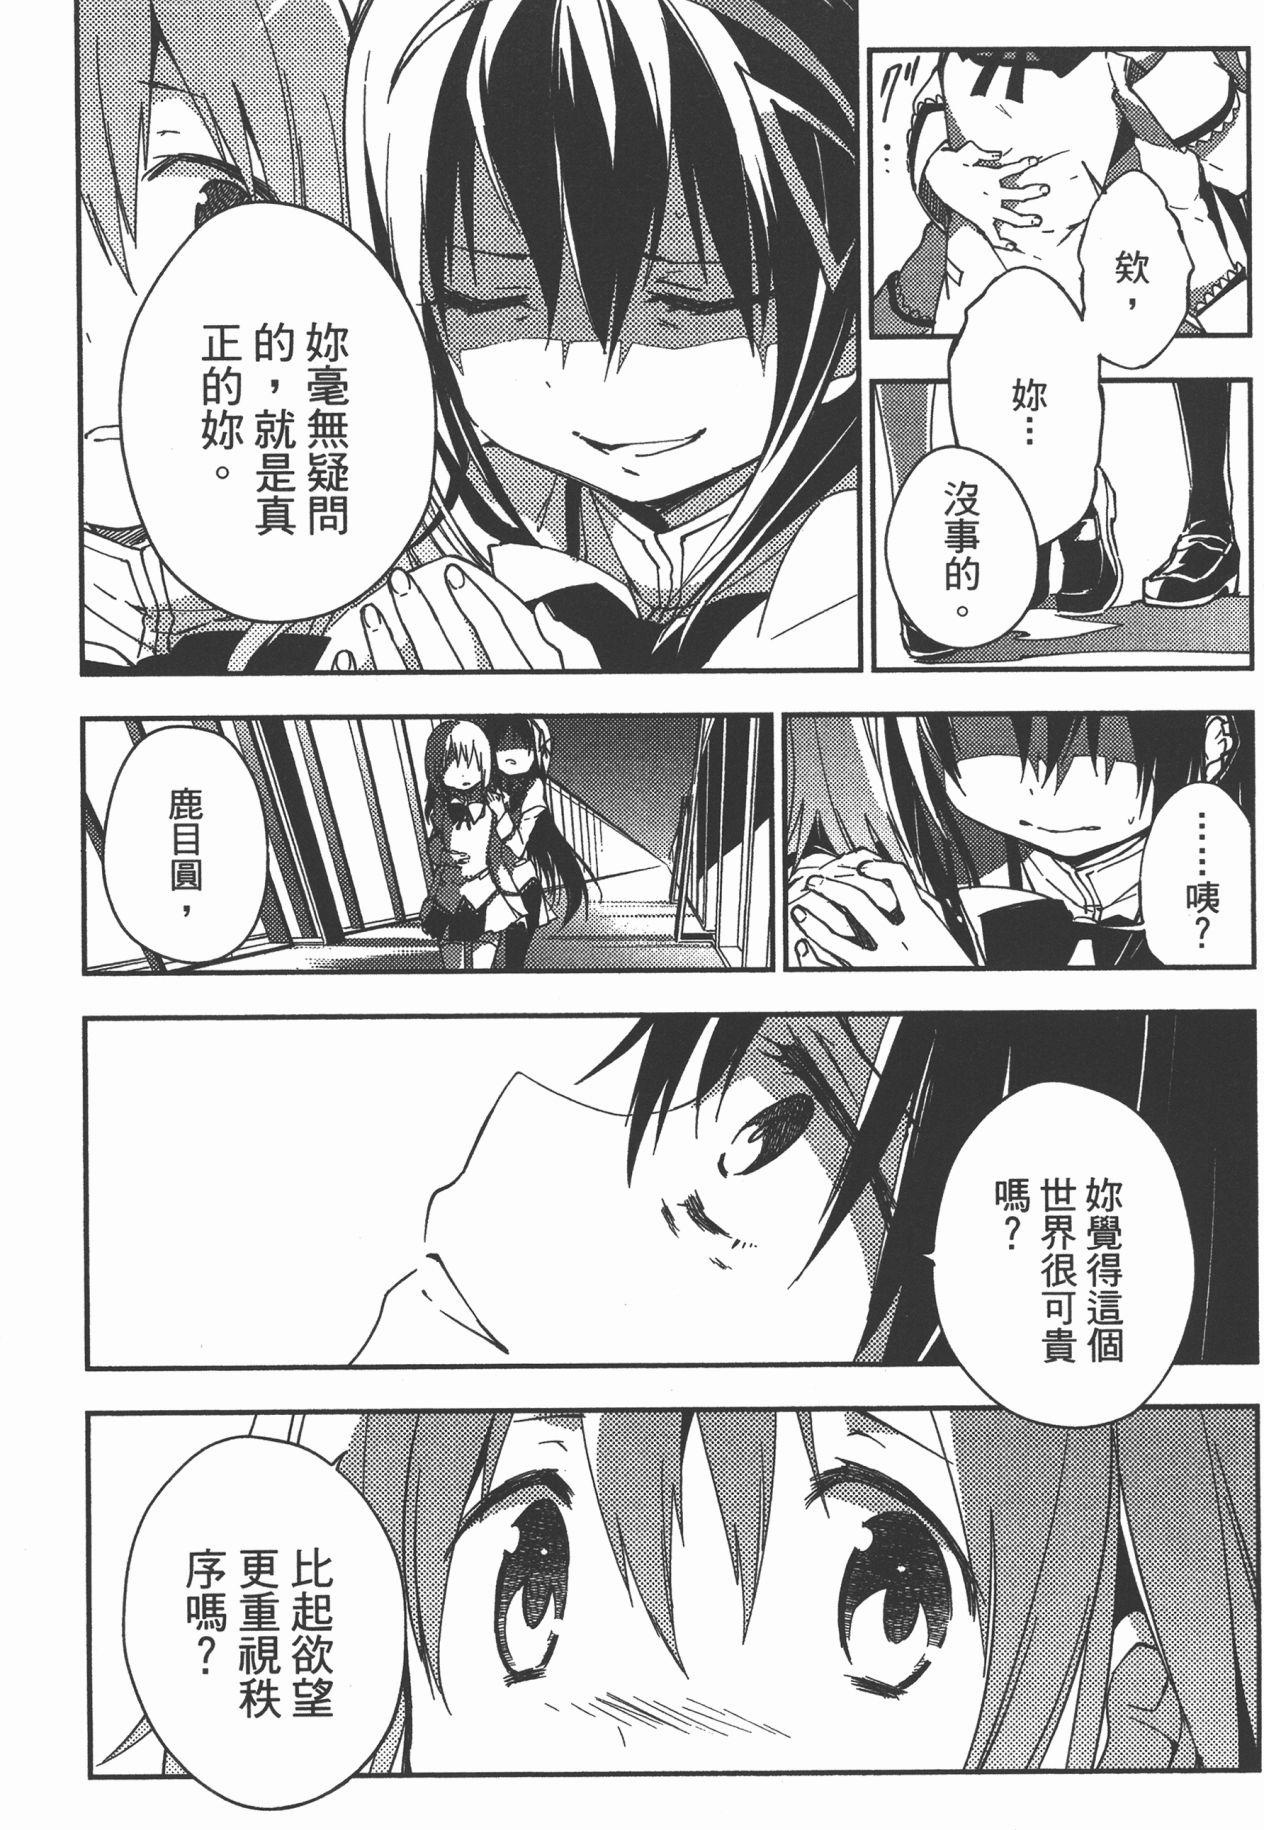 グッ…
欸，
妳…
沒事的。
妳毫無疑問
的，就是真
正的妳。
……咦？
鹿目圓，
妳覺得這個
世界很可貴
嗎？
比起欲望
更重視秩
序嗎？